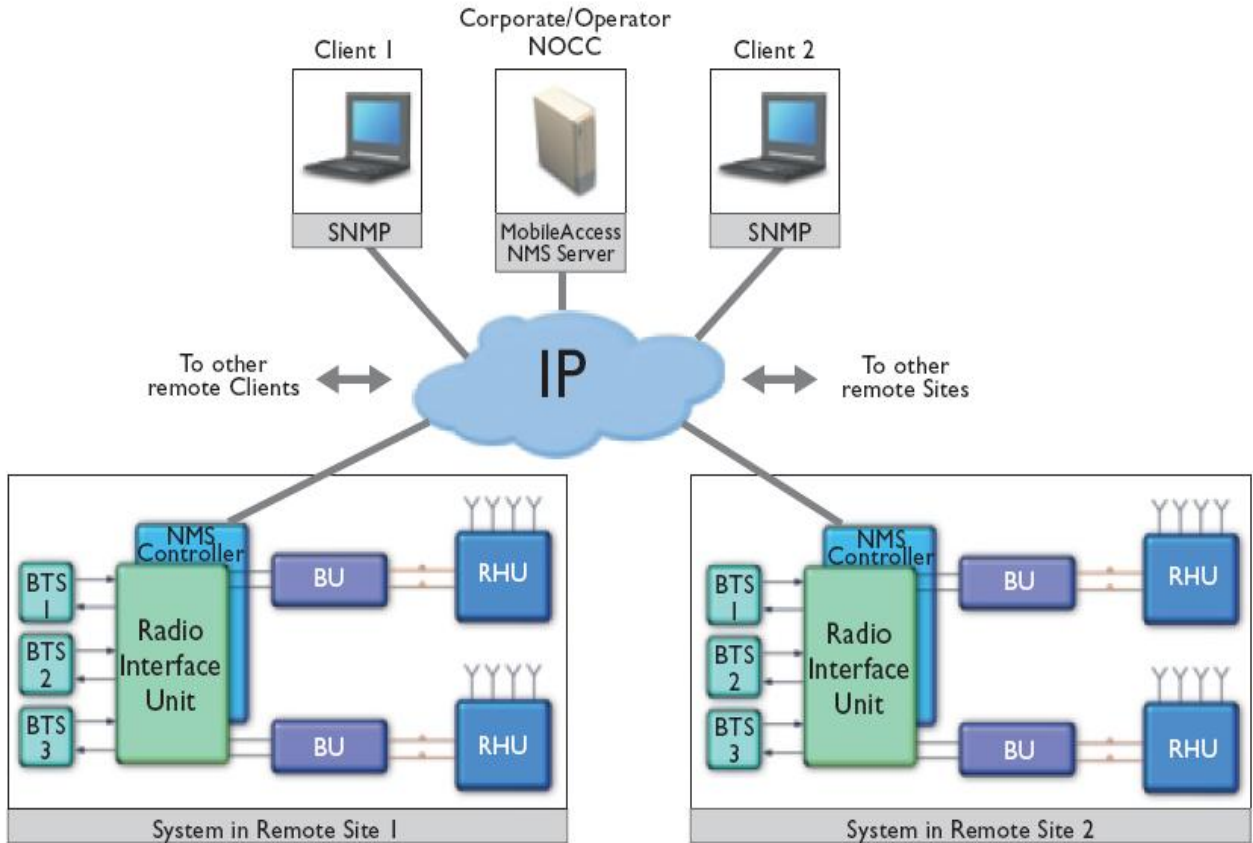 Corporate/Operator
NOCC
Client 1
Client 2
SNMP
MobileAccess
NMS Server
SNMP
IP
To other
remote Clients
To other
remote Sites
NMS
Controller
BTS
1
BTS
2
BTS
3
Radio
Interface
Unit
BU
RHU
BU
RHU
System in Remote Site 1
NMS
Controller
BTS
1
BTS
2
BTS
3
Radio
Interface
Unit
BU
RHU
BU
RHU
System in Remote Site 2